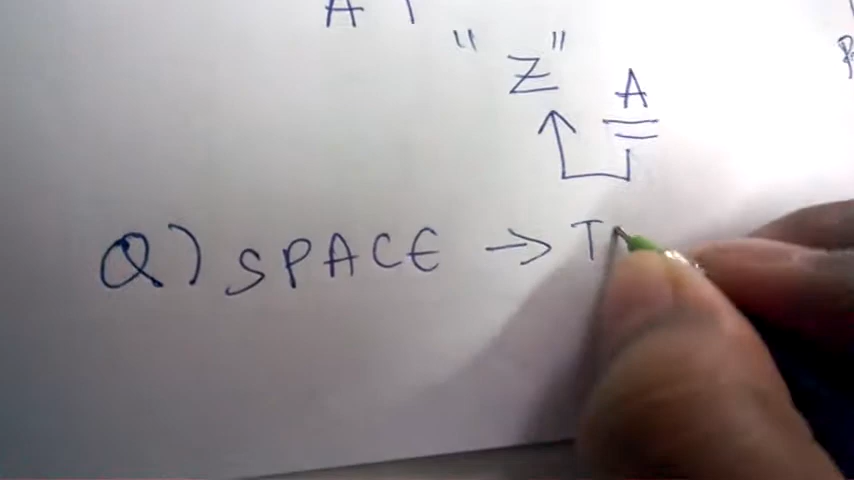 A
"Z" A
Q) SPACE → T